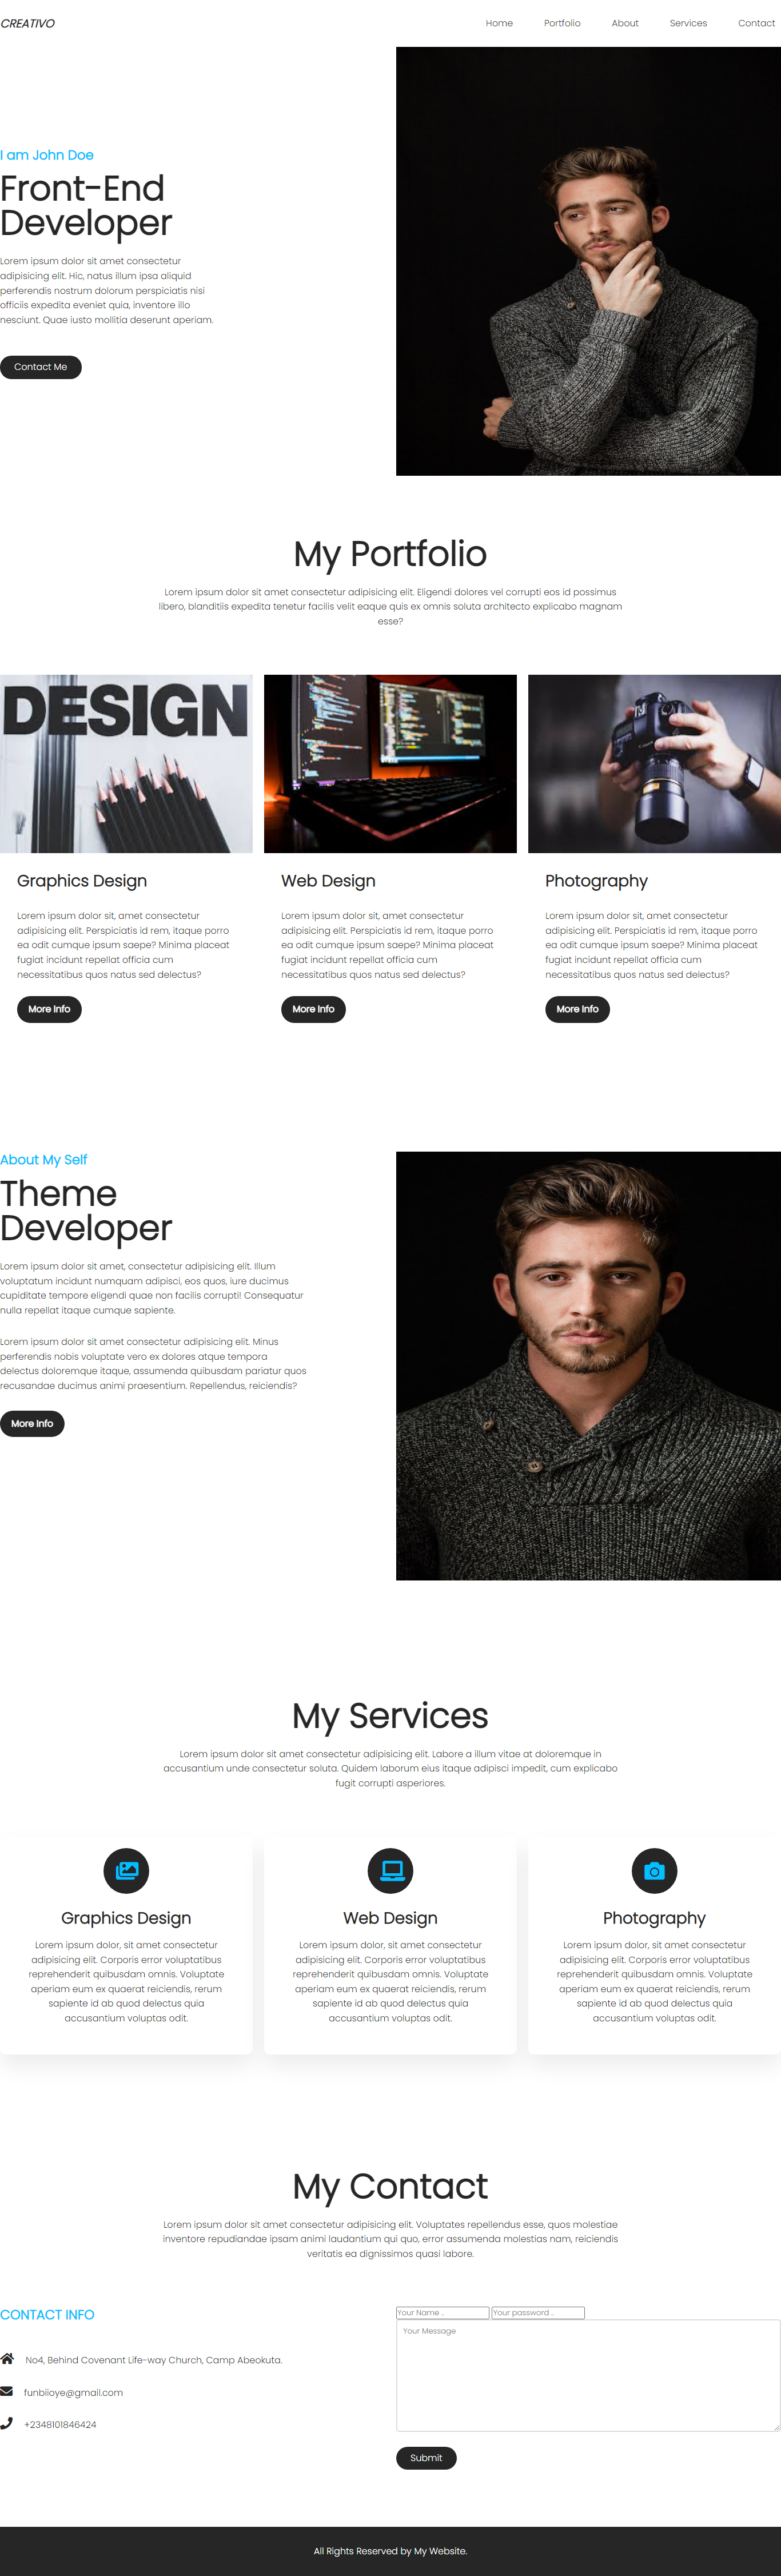 CREATIVO
Home Portfolio About Services Contact
I am John Doe
Front-End
Developer
Lorem ipsum dolor sit amet consectetur
adipisicing elit. Hic, natus illum ipsa aliquid
perferendis nostrum dolorum perspiciatis nisi
officiis expedita eveniet quia, inventore illo
nesciunt. Quae iusto mollitia deserunt aperiam.
Contact Me
My Portfolio
Lorem ipsum dolor sit amet consectetur adipisicing elit. Eligendi dolores vel corrupti eos id possimus
libero, blanditiis expedita tenetur facilis velit eaque quis ex omnis soluta architecto explicabo magnam
esse?
DESIGN
Graphics Design
Lorem ipsum dolor sit, amet consectetur
adipisicing elit. Perspiciatis id rem, itaque porro
ea odit cumque ipsum saepe? Minima placeat
fugiat incidunt repellat officia cum
necessitatibus quos natus sed delectus?
More Info
Web Design
Lorem ipsum dolor sit, amet consectetur
adipisicing elit. Perspiciatis id rem, itaque porro
ea odit cumque ipsum saepe? Minima placeat
fugiat incidunt repellat officia cum
necessitatibus quos natus sed delectus?
More Info
Photography
Lorem ipsum dolor sit, amet consectetur
adipisicing elit. Perspiciatis id rem, itaque porro
ea odit cumque ipsum saepe? Minima placeat
fugiat incidunt repellat officia cum
necessitatibus quos natus sed delectus?
More Info
About My Self
Theme
Developer
Lorem ipsum dolor sit amet, consectetur adipisicing elit. Illum
voluptatum incidunt numquam adipisci, eos quos, iure ducimus
cupiditate tempore eligendi quae non facilis corrupti! Consequatur
nulla repellat itaque cumque sapiente.
Lorem ipsum dolor sit amet consectetur adipisicing elit. Minus
perferendis nobis voluptate vero ex dolores atque tempora
delectus doloremque itaque, assumenda quibusdam pariatur quos
recusandae ducimus animi praesentium. Repellendus, reiciendis?
More Info
My Services
Lorem ipsum dolor sit amet consectetur adipisicing elit. Labore a illum vitae at doloremque in
accusantium unde consectetur soluta. Quidem laborum eius itaque adipisci impedit, cum explicabo
fugit corrupti asperiores.
Graphics Design
Lorem ipsum dolor, sit amet consectetur
adipisicing elit. Corporis error voluptatibus
reprehenderit quibusdam omnis. Voluptate
aperiam eum ex quaerat reiciendis, rerum
sapiente id ab quod delectus quia
accusantium voluptas odit.
Web Design
Lorem ipsum dolor, sit amet consectetur
adipisicing elit. Corporis error voluptatibus
reprehenderit quibusdam omnis. Voluptate
aperiam eum ex quaerat reiciendis, rerum
sapiente id ab quod delectus quia
accusantium voluptas odit.
Photography
Lorem ipsum dolor, sit amet consectetur
adipisicing elit. Corporis error voluptatibus
reprehenderit quibusdam omnis. Voluptate
aperiam eum ex quaerat reiciendis, rerum
sapiente id ab quod delectus quia
accusantium voluptas odit.
My Contact
Lorem ipsum dolor sit amet consectetur adipisicing elit. Voluptates repellendus esse, quos molestiae
inventore repudiandae ipsam animi laudantium qui quo, error assumenda molestias nam, reiciendis
veritatis ea dignissimos quasi labore.
CONTACT INFO
No4, Behind Covenant Life-way Church, Camp Abeokuta.
funbiioye@gmail.com
+2348101846424
Your Name .. Your password ..
Your Message
Submit
All Rights Reserved by My Website.